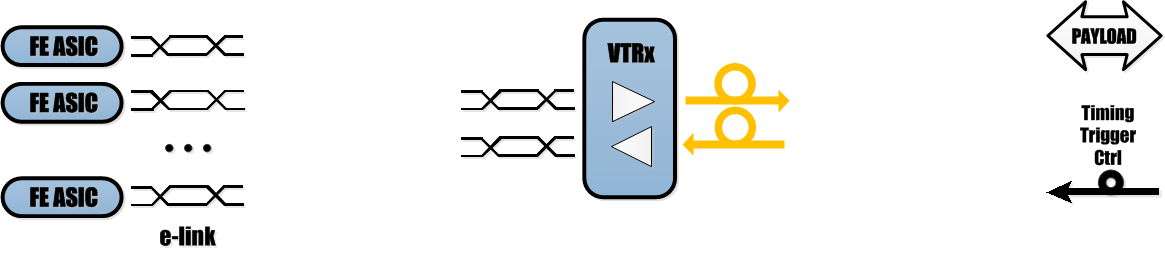 FE ASIC
FE ASIC
FE ASIC
e-link
VTRx
PAYLOAD
Timing
Trigger
Ctrl